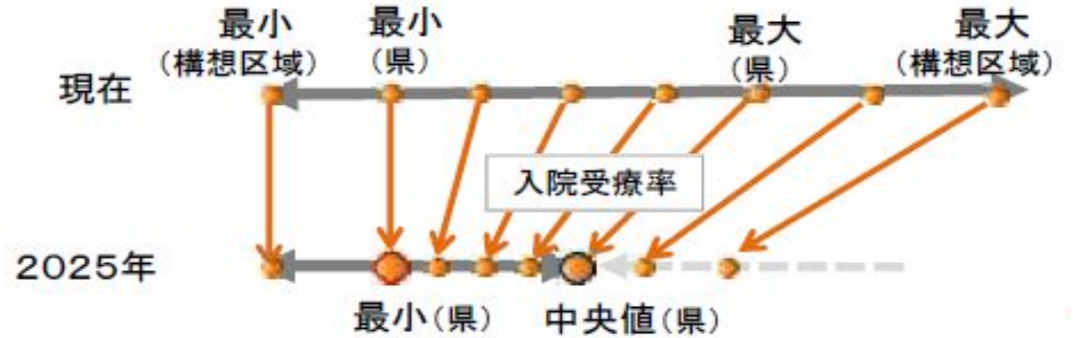 最小
(構想区域)
最小
(県)
最大
(県)
最大
(構想区域)
現在
入院受療率
2025年
最小(県)
中央値(県)